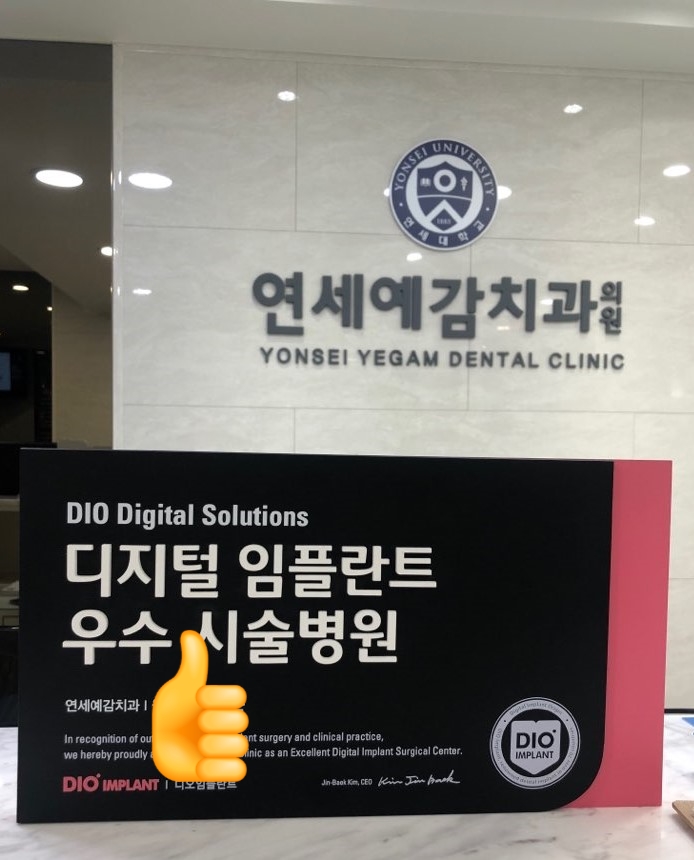 YONSEI UNIVERSITY
1885
연세대학교
연세예감치과의원
YONSEI YEGAM DENTAL CLINIC
DIO Digital Solutions
디지털 임플란트
우수 시술병원
연세예감치과 |
In recognition of surgery and clinical practice,
we hereby proudly as an Excellent Digital Implant Surgical Center.
DIO IMPLANT | 디오임플란트
Jin-Baek Kim, CEO Kim Jin baek
DIO
IMPLANT